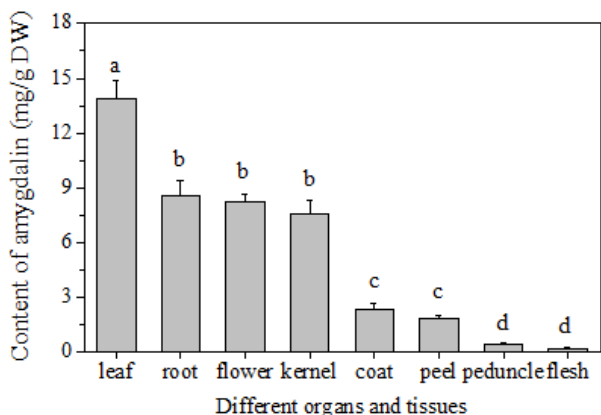 Content of amygdalin (mg/g DW)
18
15
12
9
6
3
0
a
b
b
b
c
c
d
d
leaf root flower kernel coat peel peduncle flesh
Different organs and tissues